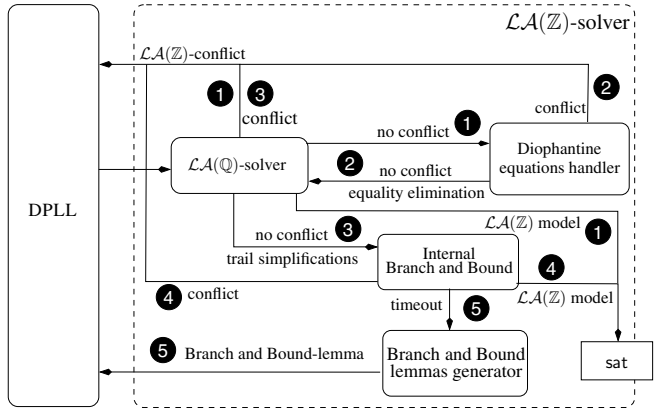 ℒ𝒜(ℤ)-solver
ℒ𝒜(ℤ)-conflict
1
3
2
conflict
conflict
no conflict 1
ℒ𝒜(ℚ)-solver
Diophantine
equations handler
2
no conflict
equality elimination
DPLL
ℒ𝒜(ℤ) model
1
no conflict 3
trail simplifications
Internal
Branch and Bound
4
4 conflict
ℒ𝒜(ℤ) model
timeout 5
5 Branch and Bound-lemma
Branch and Bound
lemmas generator
sat